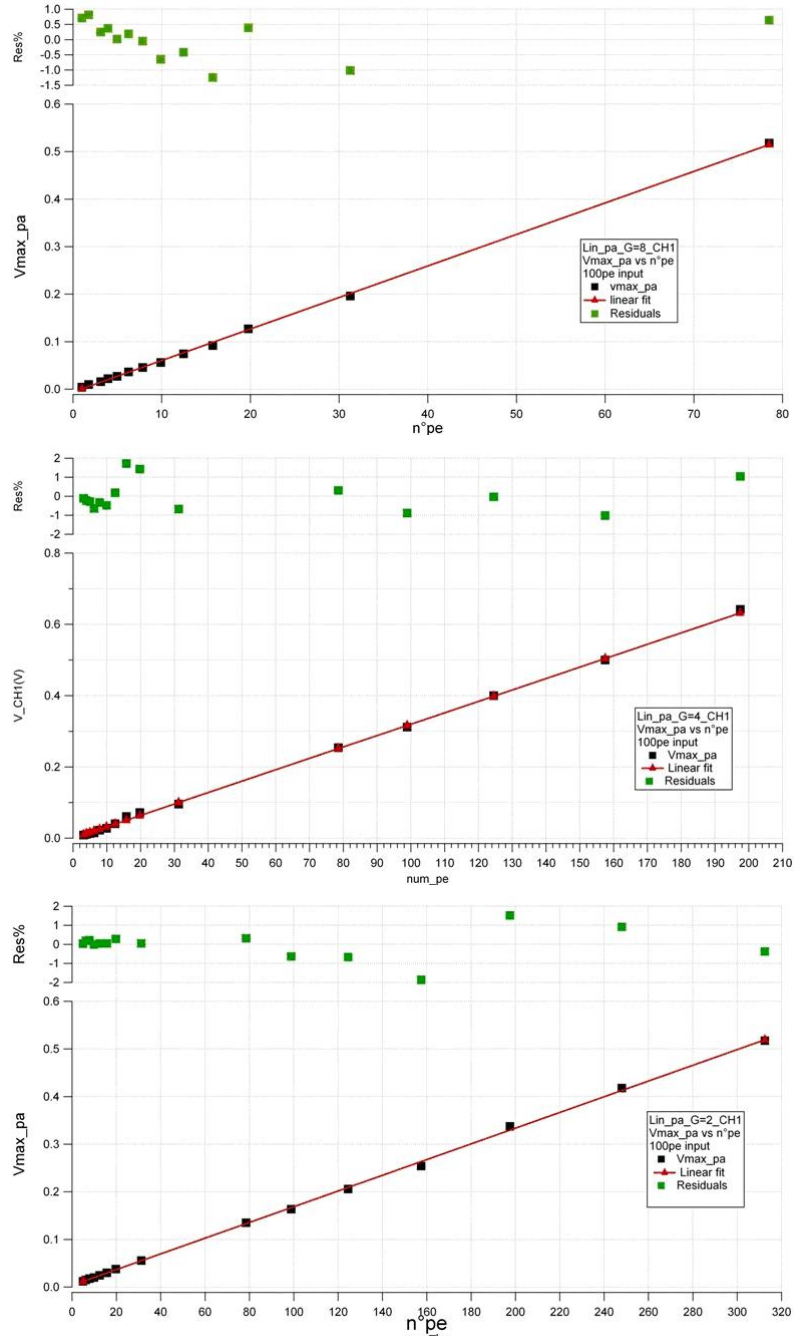 1.0
0.5
0.0
-0.5
-1.0
-1.5
Res%
0.6
0.5
0.4
0.3
0.2
0.1
0.0
Vmax_pa
Lin_pa_G=8_CH1
Vmax_pa vs n°pe
100pe input
vmax_pa
linear fit
Residuals
0 10 20 30 40 50 60 70 80
n°pe
2
1
0
-1
-2
Res%
0.8
0.6
0.4
0.2
0.0
V_CH1(V)
Lin_pa_G=4_CH1
Vmax_pa vs n°pe
100pe input
Vmax_pa
Linear fit
Residuals
0 10 20 30 40 50 60 70 80 90 100 110 120 130 140 150 160 170 180 190 200 210
num_pe
2
1
0
-1
-2
Res%
0.6
0.5
0.4
0.3
0.2
0.1
0.0
Vmax_pa
Lin_pa_G=2_CH1
Vmax_pa vs n°pe
100pe input
Vmax_pa
Linear fit
Residuals
0 20 40 60 80 100 120 140 160 180 200 220 240 260 280 300 320
n°pe